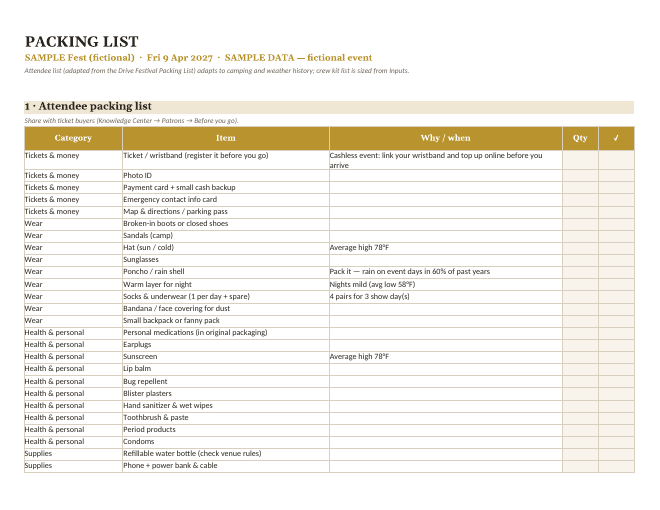 PACKING LIST
SAMPLE Fest (fictional) · Fri 9 Apr 2027 · SAMPLE DATA — fictional event
Attendee list (adapted from the Drive Festival Packing List) adapts to camping and weather history; crew kit list is sized from Inputs.
1 · Attendee packing list
Share with ticket buyers (Knowledge Center → Patrons → Before you go).
Category Item Why / when Qty ✓
Tickets & money Ticket / wristband (register it before you go) Cashless event: link your wristband and top up online before you
arrive
Tickets & money Photo ID
Tickets & money Payment card + small cash backup
Tickets & money Emergency contact info card
Tickets & money Map & directions / parking pass
Wear Broken-in boots or closed shoes
Wear Sandals (camp)
Wear Hat (sun / cold) Average high 78°F
Wear Sunglasses
Wear Poncho / rain shell Pack it — rain on event days in 60% of past years
Wear Warm layer for night Nights mild (avg low 58°F)
Wear Socks & underwear (1 per day + spare) 4 pairs for 3 show day(s)
Wear Bandana / face covering for dust
Wear Small backpack or fanny pack
Health & personal Personal medications (in original packaging)
Health & personal Earplugs
Health & personal Sunscreen Average high 78°F
Health & personal Lip balm
Health & personal Bug repellent
Health & personal Blister plasters
Health & personal Hand sanitizer & wet wipes
Health & personal Toothbrush & paste
Health & personal Period products
Health & personal Condoms
Supplies Refillable water bottle (check venue rules)
Supplies Phone + power bank & cable